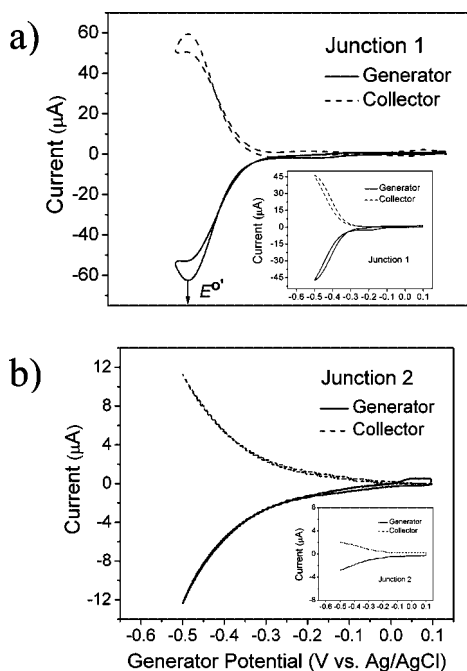 a)
60
40
20
0
-20
-40
-60
Current (µA)
Junction 1
Generator
Collector
E°'
45
30
15
0
-15
-30
-45
Current (µA)
Generator
Collector
Junction 1
-0.6 -0.5 -0.4 -0.3 -0.2 -0.1 0.0 0.1
b)
12
8
4
0
-4
-8
-12
Current (µA)
Junction 2
Generator
Collector
8
4
0
-4
-8
Current (µA)
Generator
Collector
Junction 2
-0.6 -0.5 -0.4 -0.3 -0.2 -0.1 0.0 0.1
-0.6 -0.5 -0.4 -0.3 -0.2 -0.1 0.0 0.1
Generator Potential (V vs. Ag/AgCl)